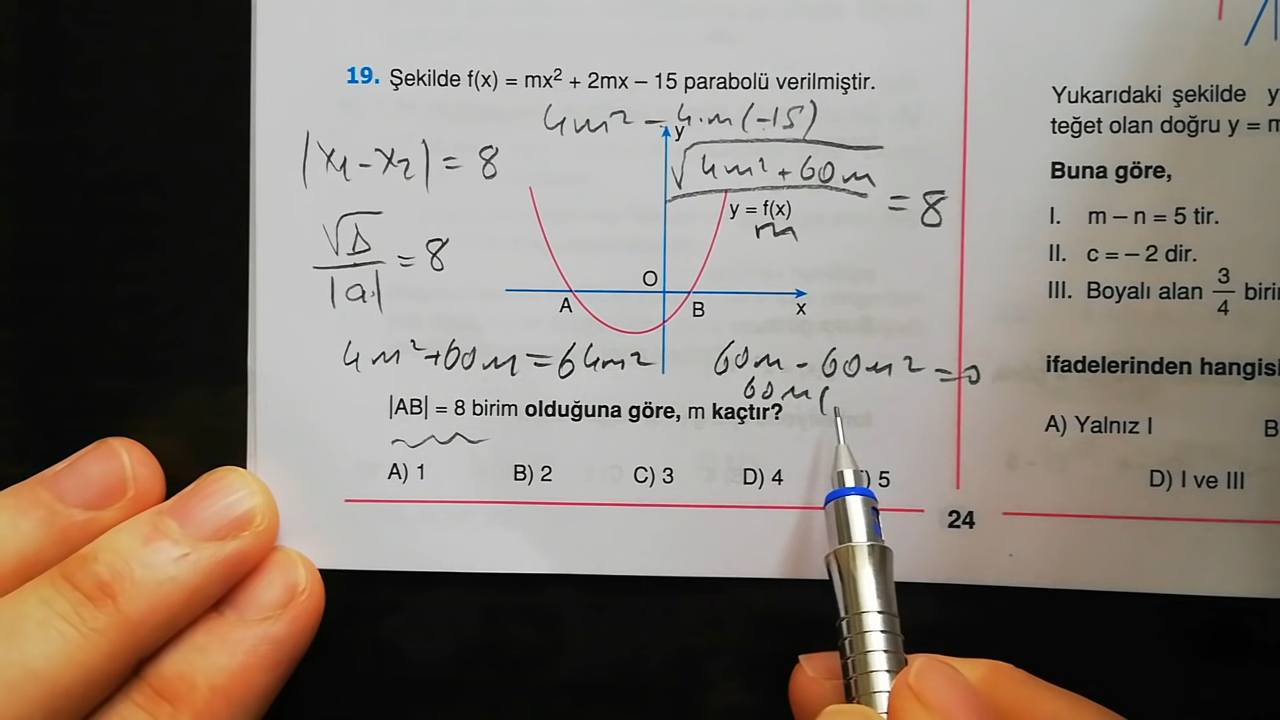 19. Şekilde f(x) = mx² + 2mx − 15 parabolü verilmiştir.
4m² − 4.m(−15)
y
|x₁−x₂| = 8
√4m²+60m
= 8
m
y = f(x)
√Δ
|a|
= 8
O
A
B
x
4m²+60m=64m²
60m − 60m² = 0
60m(
|AB| = 8 birim olduğuna göre, m kaçtır?
A) 1
B) 2
C) 3
D) 4
) 5
24
Yukarıdaki şekilde y
teğet olan doğru y = m
Buna göre,
I. m − n = 5 tir.
II. c = − 2 dir.
III. Boyalı alan 3/4 biri
ifadelerinden hangis
A) Yalnız I
B
D) I ve III